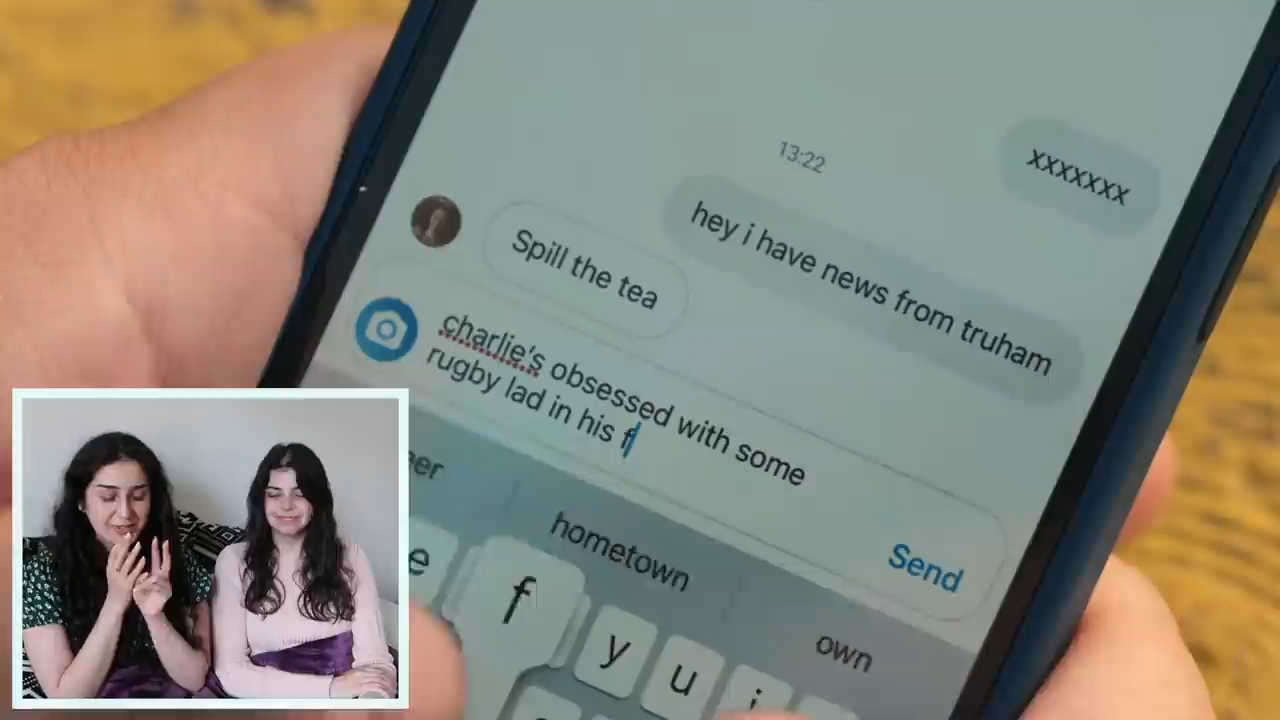 xxxxxxx
13:22
hey i have news from truham
Spill the tea
charlie's obsessed with some
rugby lad in his f
Send
hometown
own
e
f
y
u
i